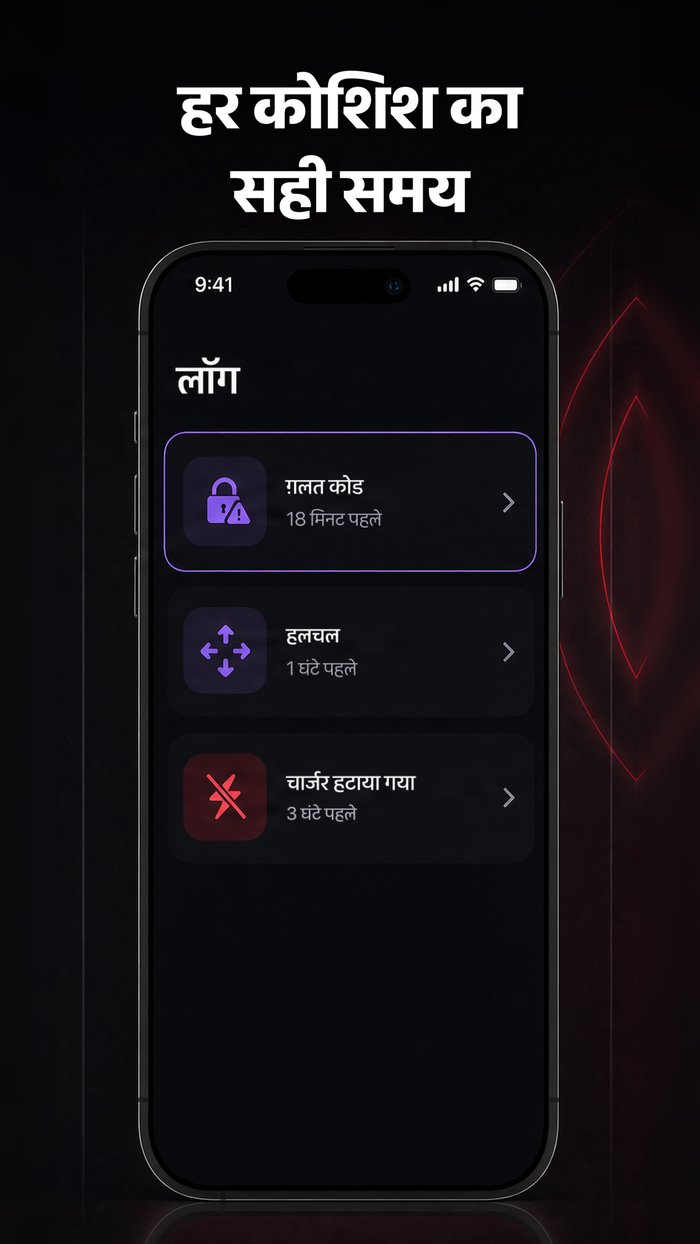 हर कोशिश का
सही समय
9:41
लॉग
ग़लत कोड
18 मिनट पहले
हलचल
1 घंटे पहले
चार्जर हटाया गया
3 घंटे पहले